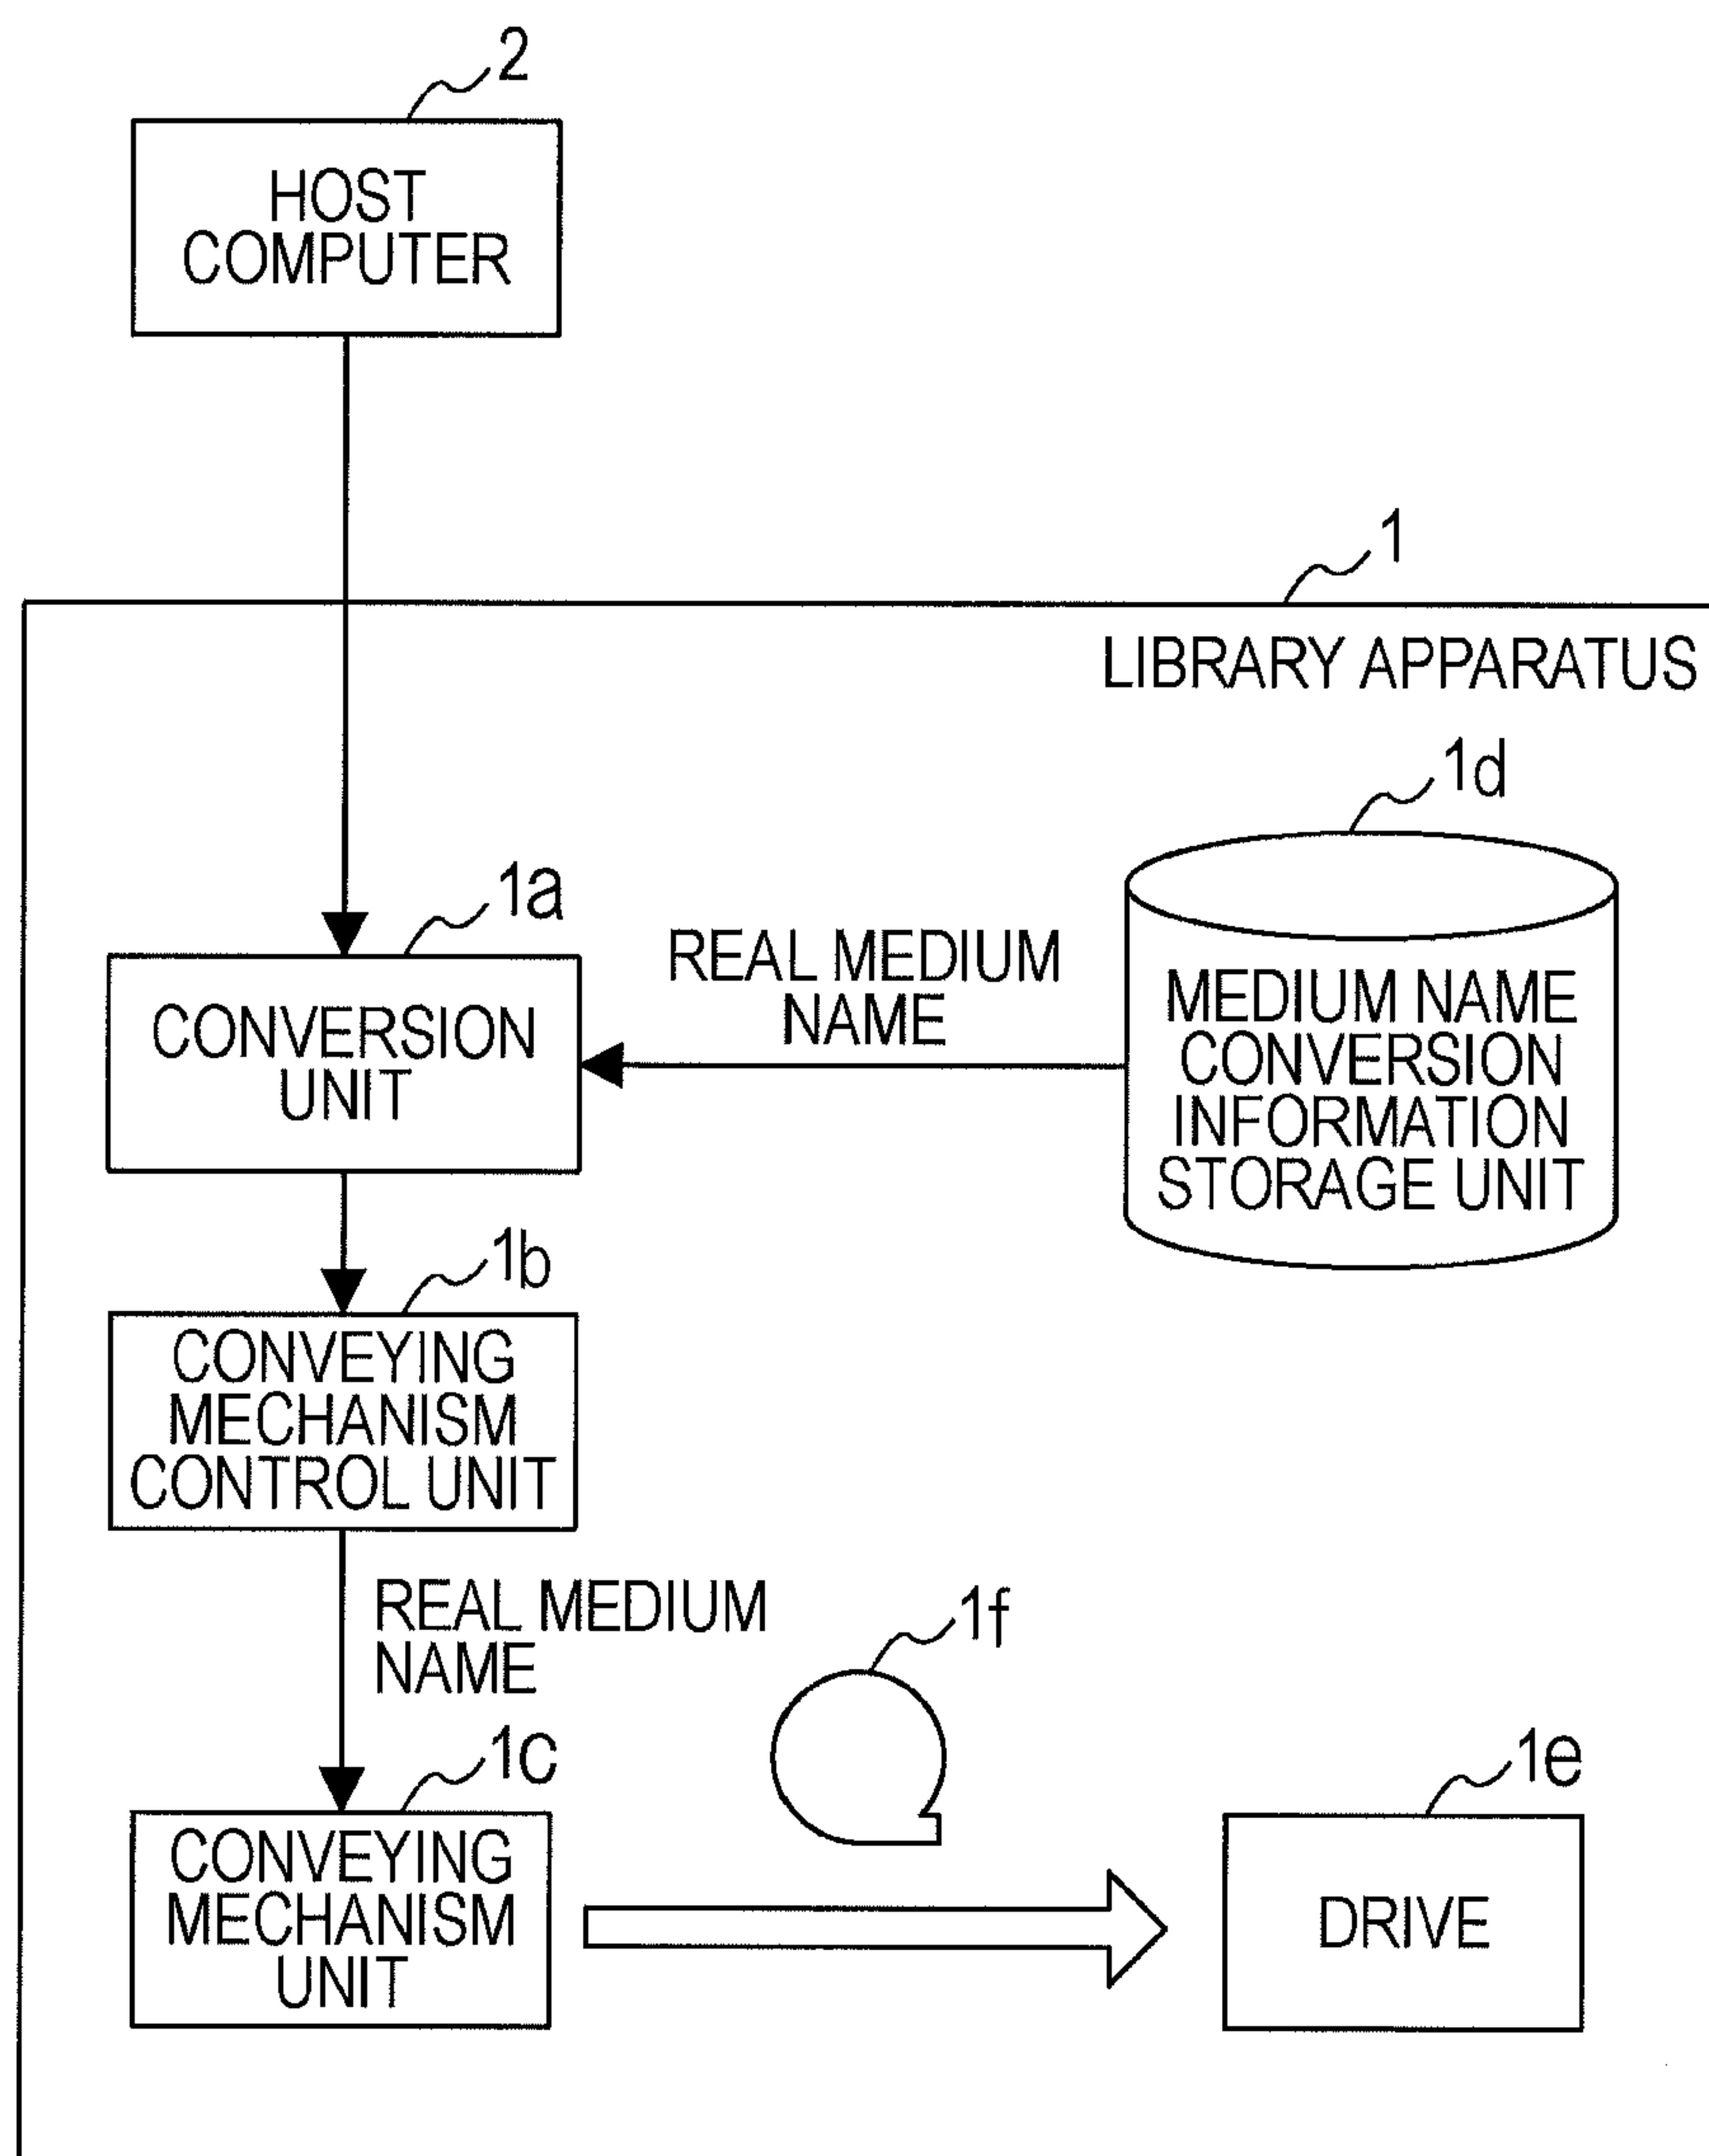 2
HOST
COMPUTER
1
LIBRARY APPARATUS
1d
1a
REAL MEDIUM
NAME
MEDIUM NAME
CONVERSION
INFORMATION
STORAGE UNIT
CONVERSION
UNIT
1b
CONVEYING
MECHANISM
CONTROL UNIT
REAL MEDIUM
NAME
1f
1c
1e
CONVEYING
MECHANISM
UNIT
DRIVE